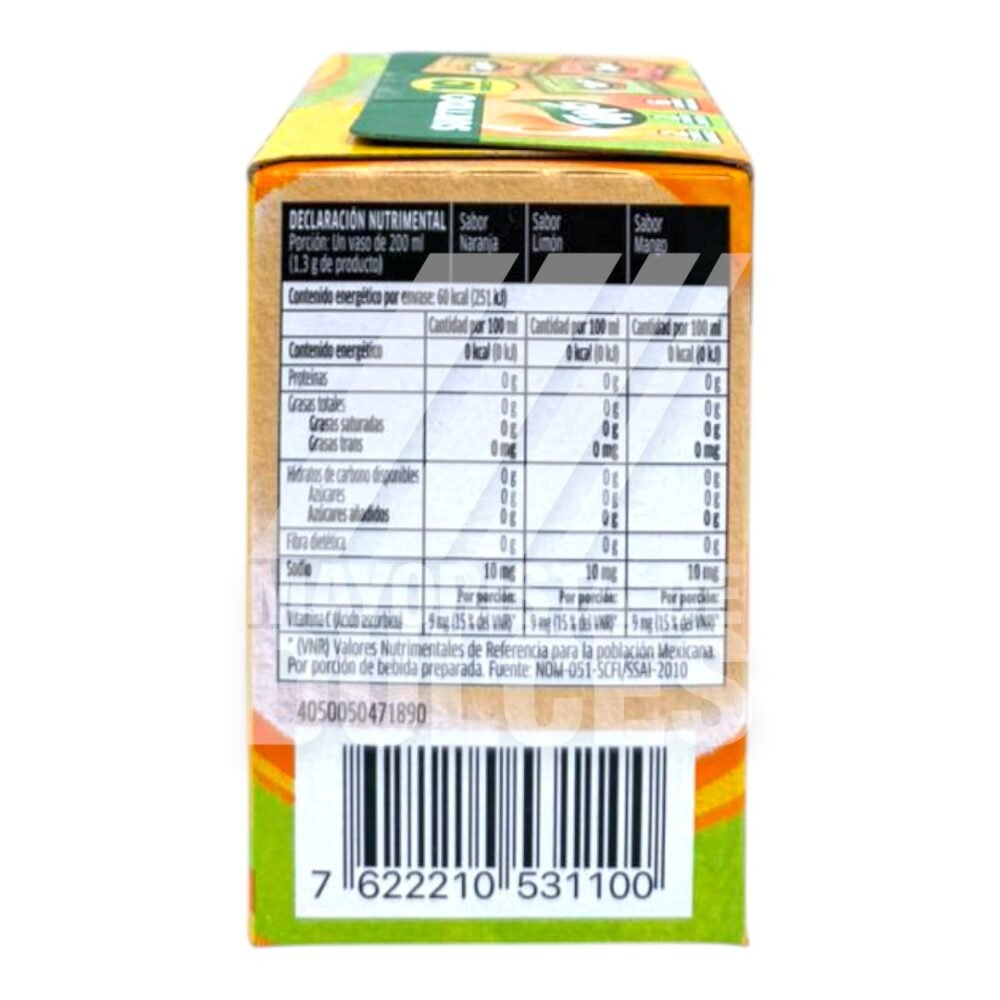 SURTIDO
DECLARACIÓN NUTRIMENTAL Sabor Sabor Sabor
Porción: Un vaso de 200 ml Naranja Limón Mango
(1.3 g de producto)
Contenido energético por envase: 60 kcal (251 kJ)
Cantidad por 100 ml Cantidad por 100 ml Cantidad por 100 ml
Contenido energético 0 kcal (0 kJ) 0 kcal (0 kJ) 0 kcal (0 kJ)
Proteínas 0 g 0 g 0 g
Grasas totales 0 g 0 g 0 g
Grasas saturadas 0 g 0 g 0 g
Grasas trans 0 mg 0 mg 0 mg
Hidratos de carbono disponibles 0 g 0 g 0 g
Azúcares 0 g 0 g 0 g
Azúcares añadidos 0 g 0 g 0 g
Fibra dietética 0 g 0 g 0 g
Sodio 10 mg 10 mg 10 mg
Por porción: Por porción: Por porción:
Vitamina C (Ácido ascórbico) 9 mg (15 % del VNR)* 9 mg (15 % del VNR)* 9 mg (15 % del VNR)*
* (VNR) Valores Nutrimentales de Referencia para la población Mexicana.
Por porción de bebida preparada. Fuente: NOM-051-SCFI/SSAI-2010
4050050471890
7 622210 531100